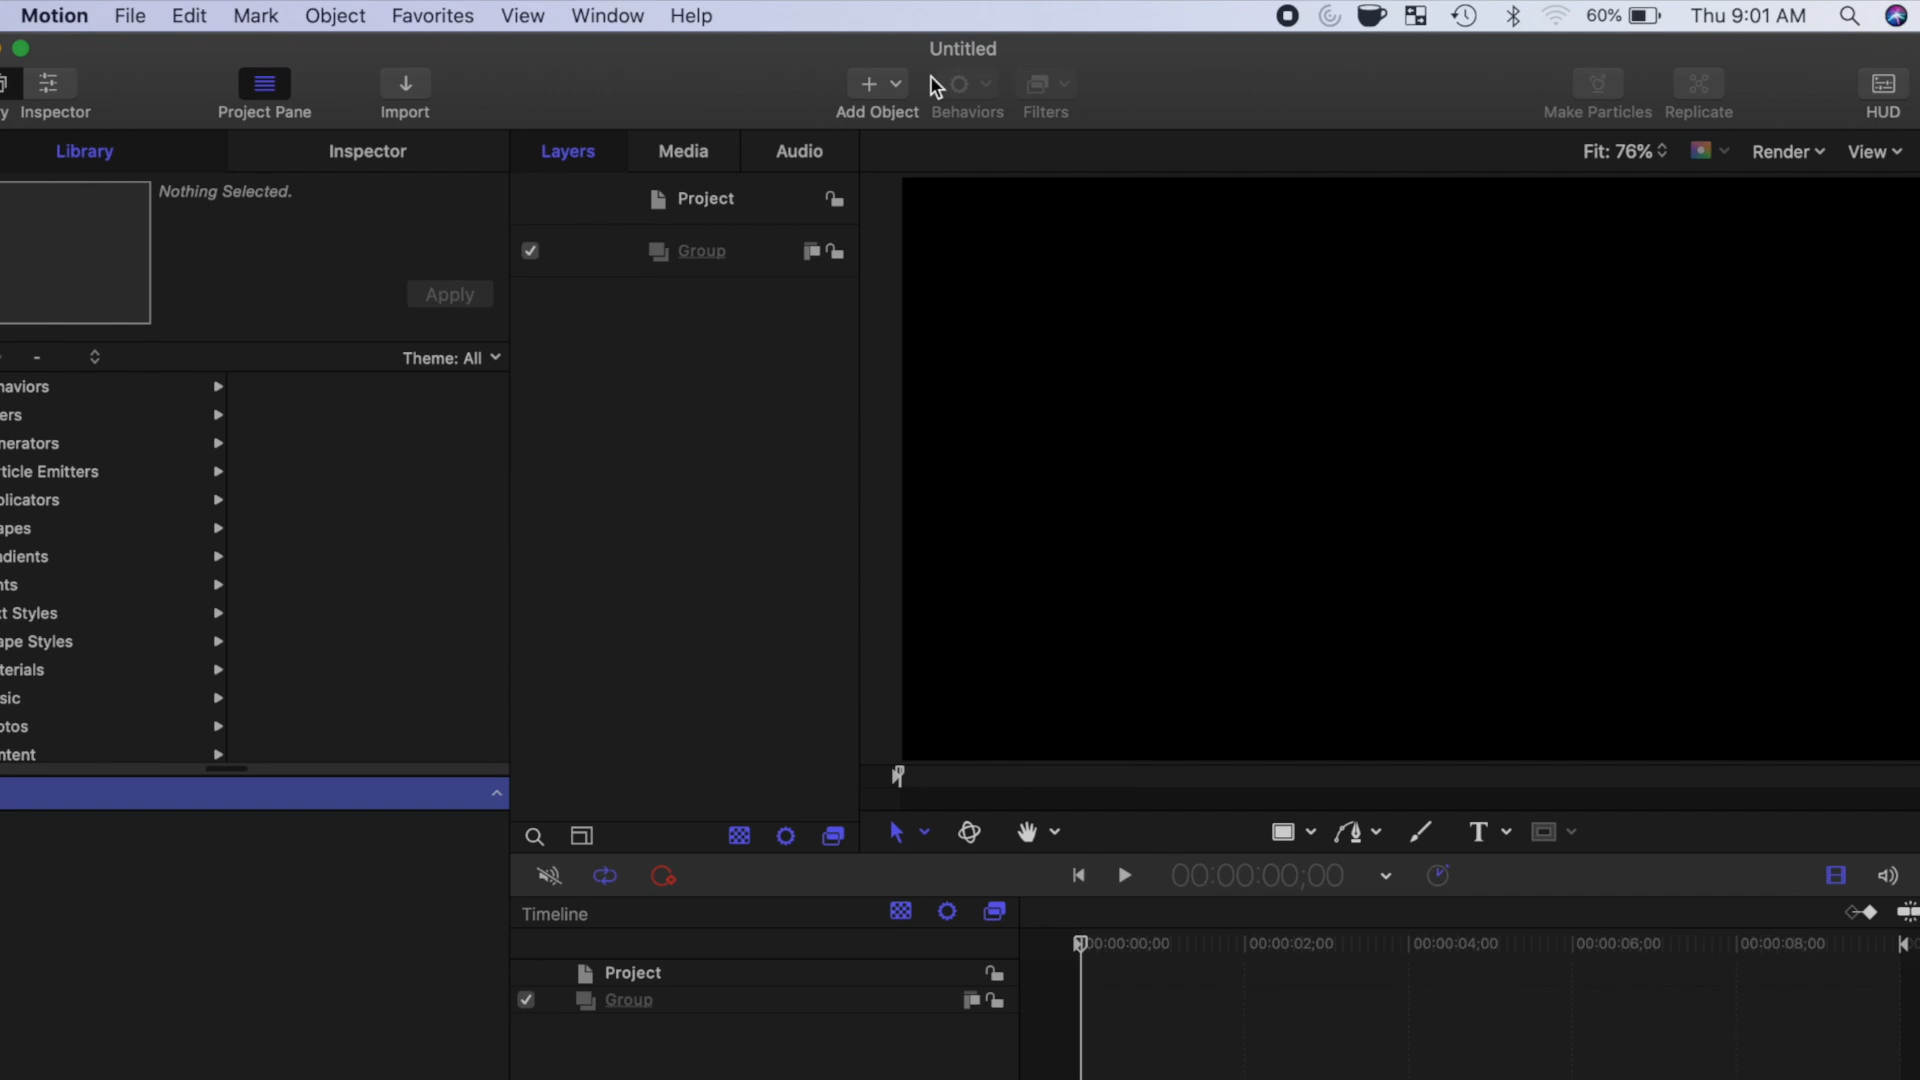 Motion File Edit Mark Object Favorites View Window Help 60% Thu 9:01 AM
Untitled
y Inspector Project Pane Import Add Object Behaviors Filters Make Particles Replicate HUD
Library Inspector Layers Media Audio Fit: 76% Render View
Nothing Selected.
Project
Group
Apply
- Theme: All
haviors
ers
nerators
ticle Emitters
plicators
apes
adients
nts
t Styles
ape Styles
terials
sic
otos
ntent
T
00:00:00;00
Timeline
00:00:00;00 00:00:02;00 00:00:04;00 00:00:06;00 00:00:08;00
Project
Group